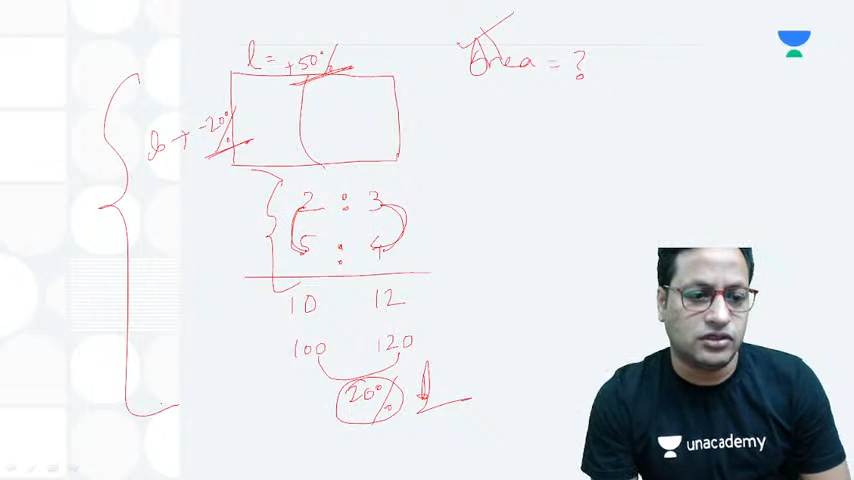 l = +50%
Area = ?
b → -20%
2 : 3
5 : 4
10 12
100 120
20%
unacademy